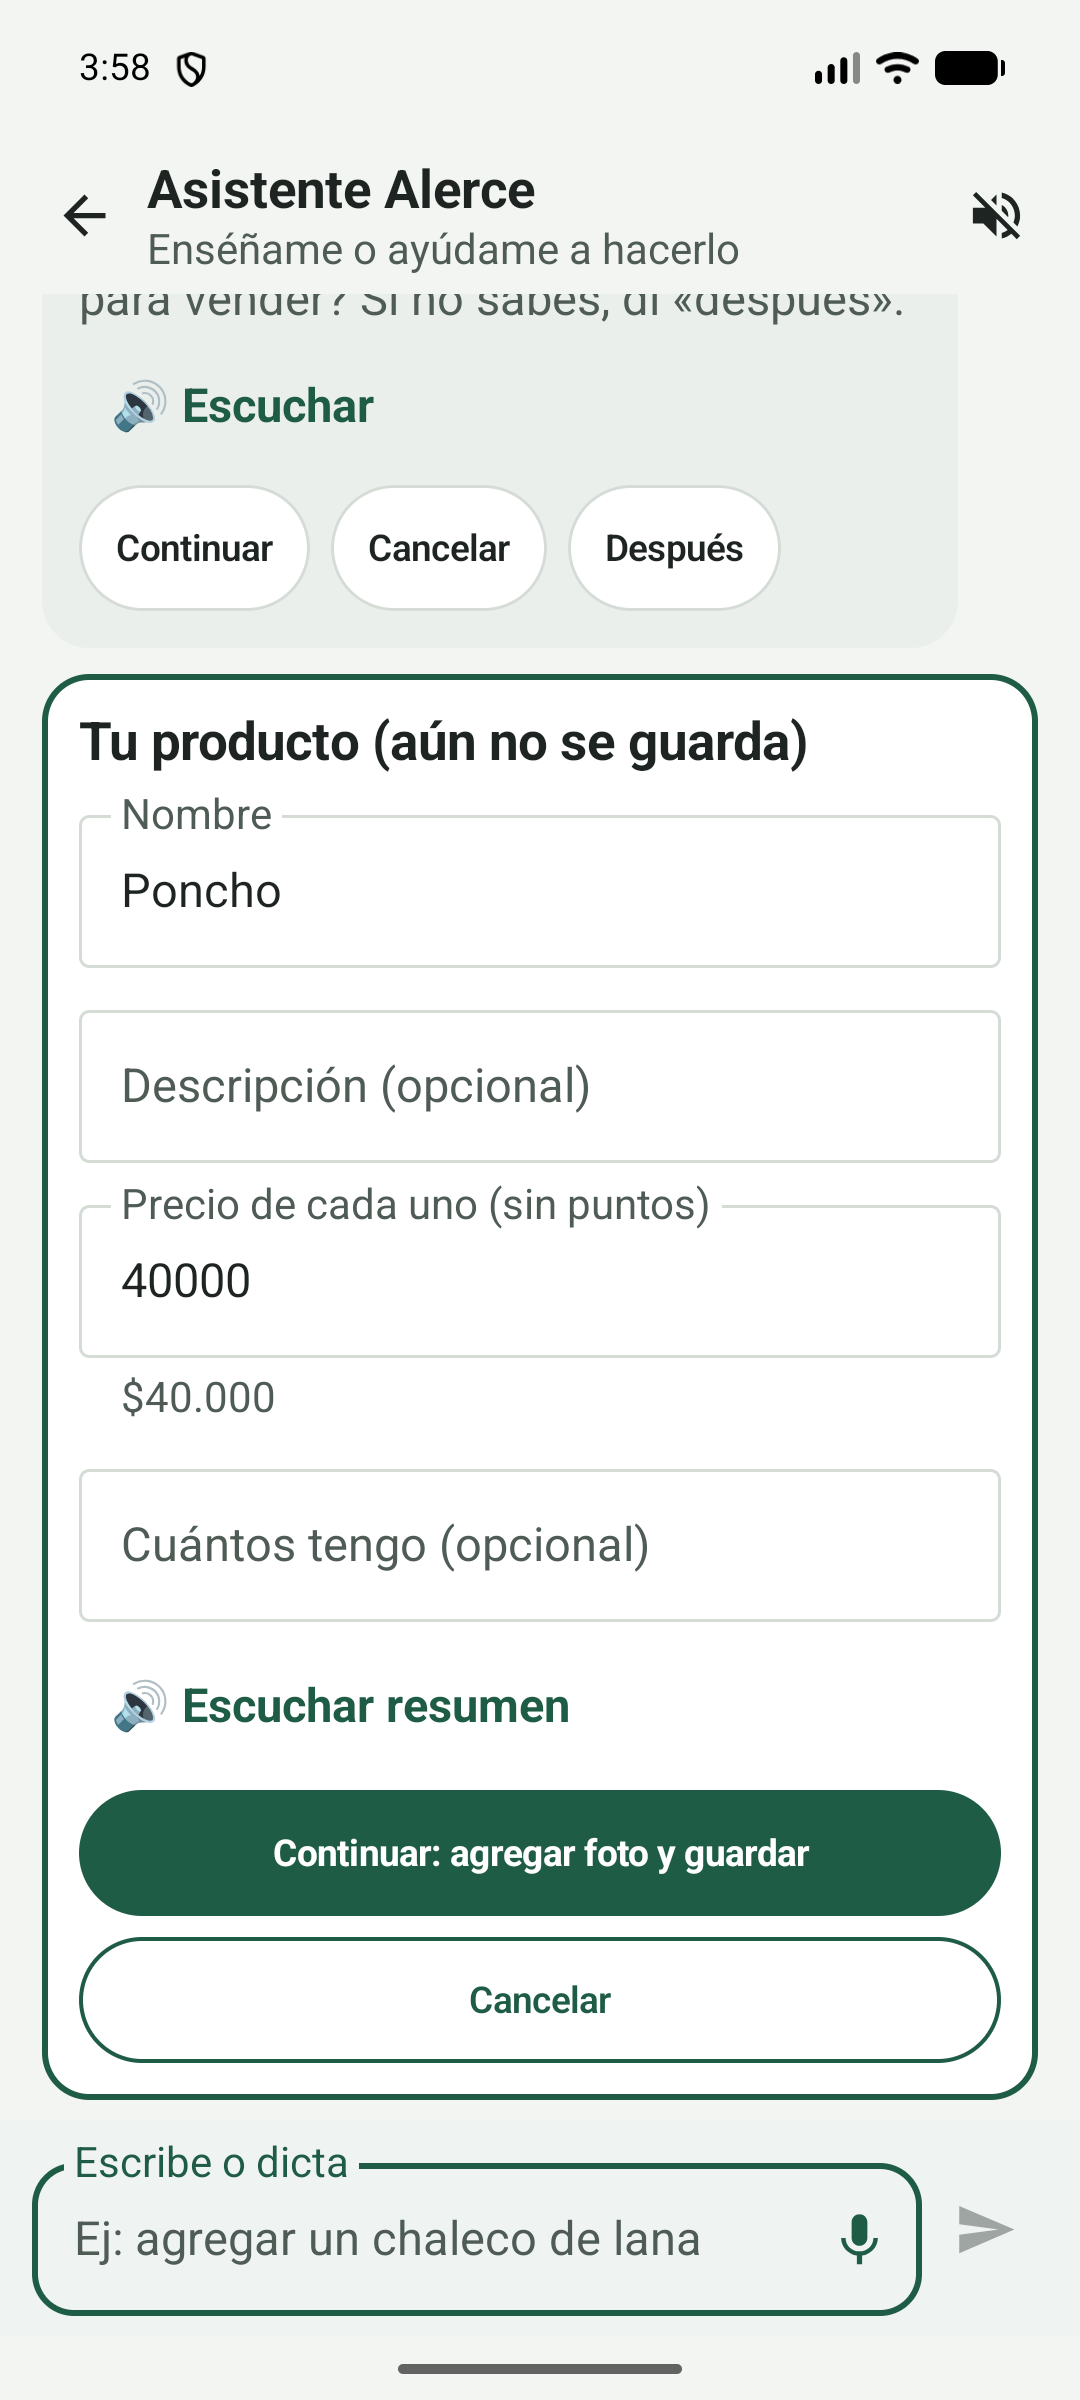 3:58
Asistente Alerce
Enséñame o ayúdame a hacerlo
para vender? Si no sabes, di «después».
🔊 Escuchar
Continuar Cancelar Después
Tu producto (aún no se guarda)
Nombre
Poncho
Descripción (opcional)
Precio de cada uno (sin puntos)
40000
$40.000
Cuántos tengo (opcional)
🔊 Escuchar resumen
Continuar: agregar foto y guardar
Cancelar
Escribe o dicta
Ej: agregar un chaleco de lana